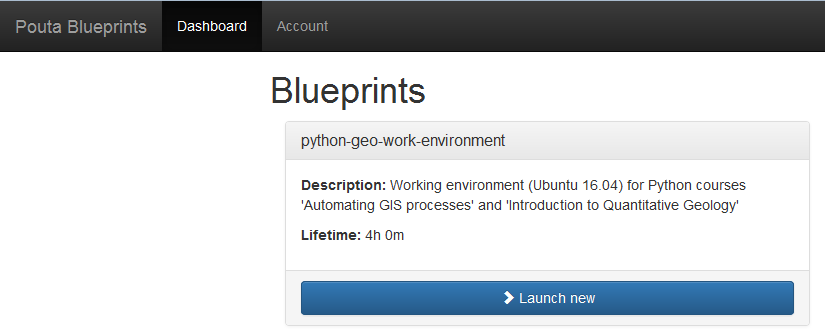 Pouta Blueprints Dashboard Account
Blueprints
python-geo-work-environment
Description: Working environment (Ubuntu 16.04) for Python courses
'Automating GIS processes' and 'Introduction to Quantitative Geology'
Lifetime: 4h 0m
Launch new